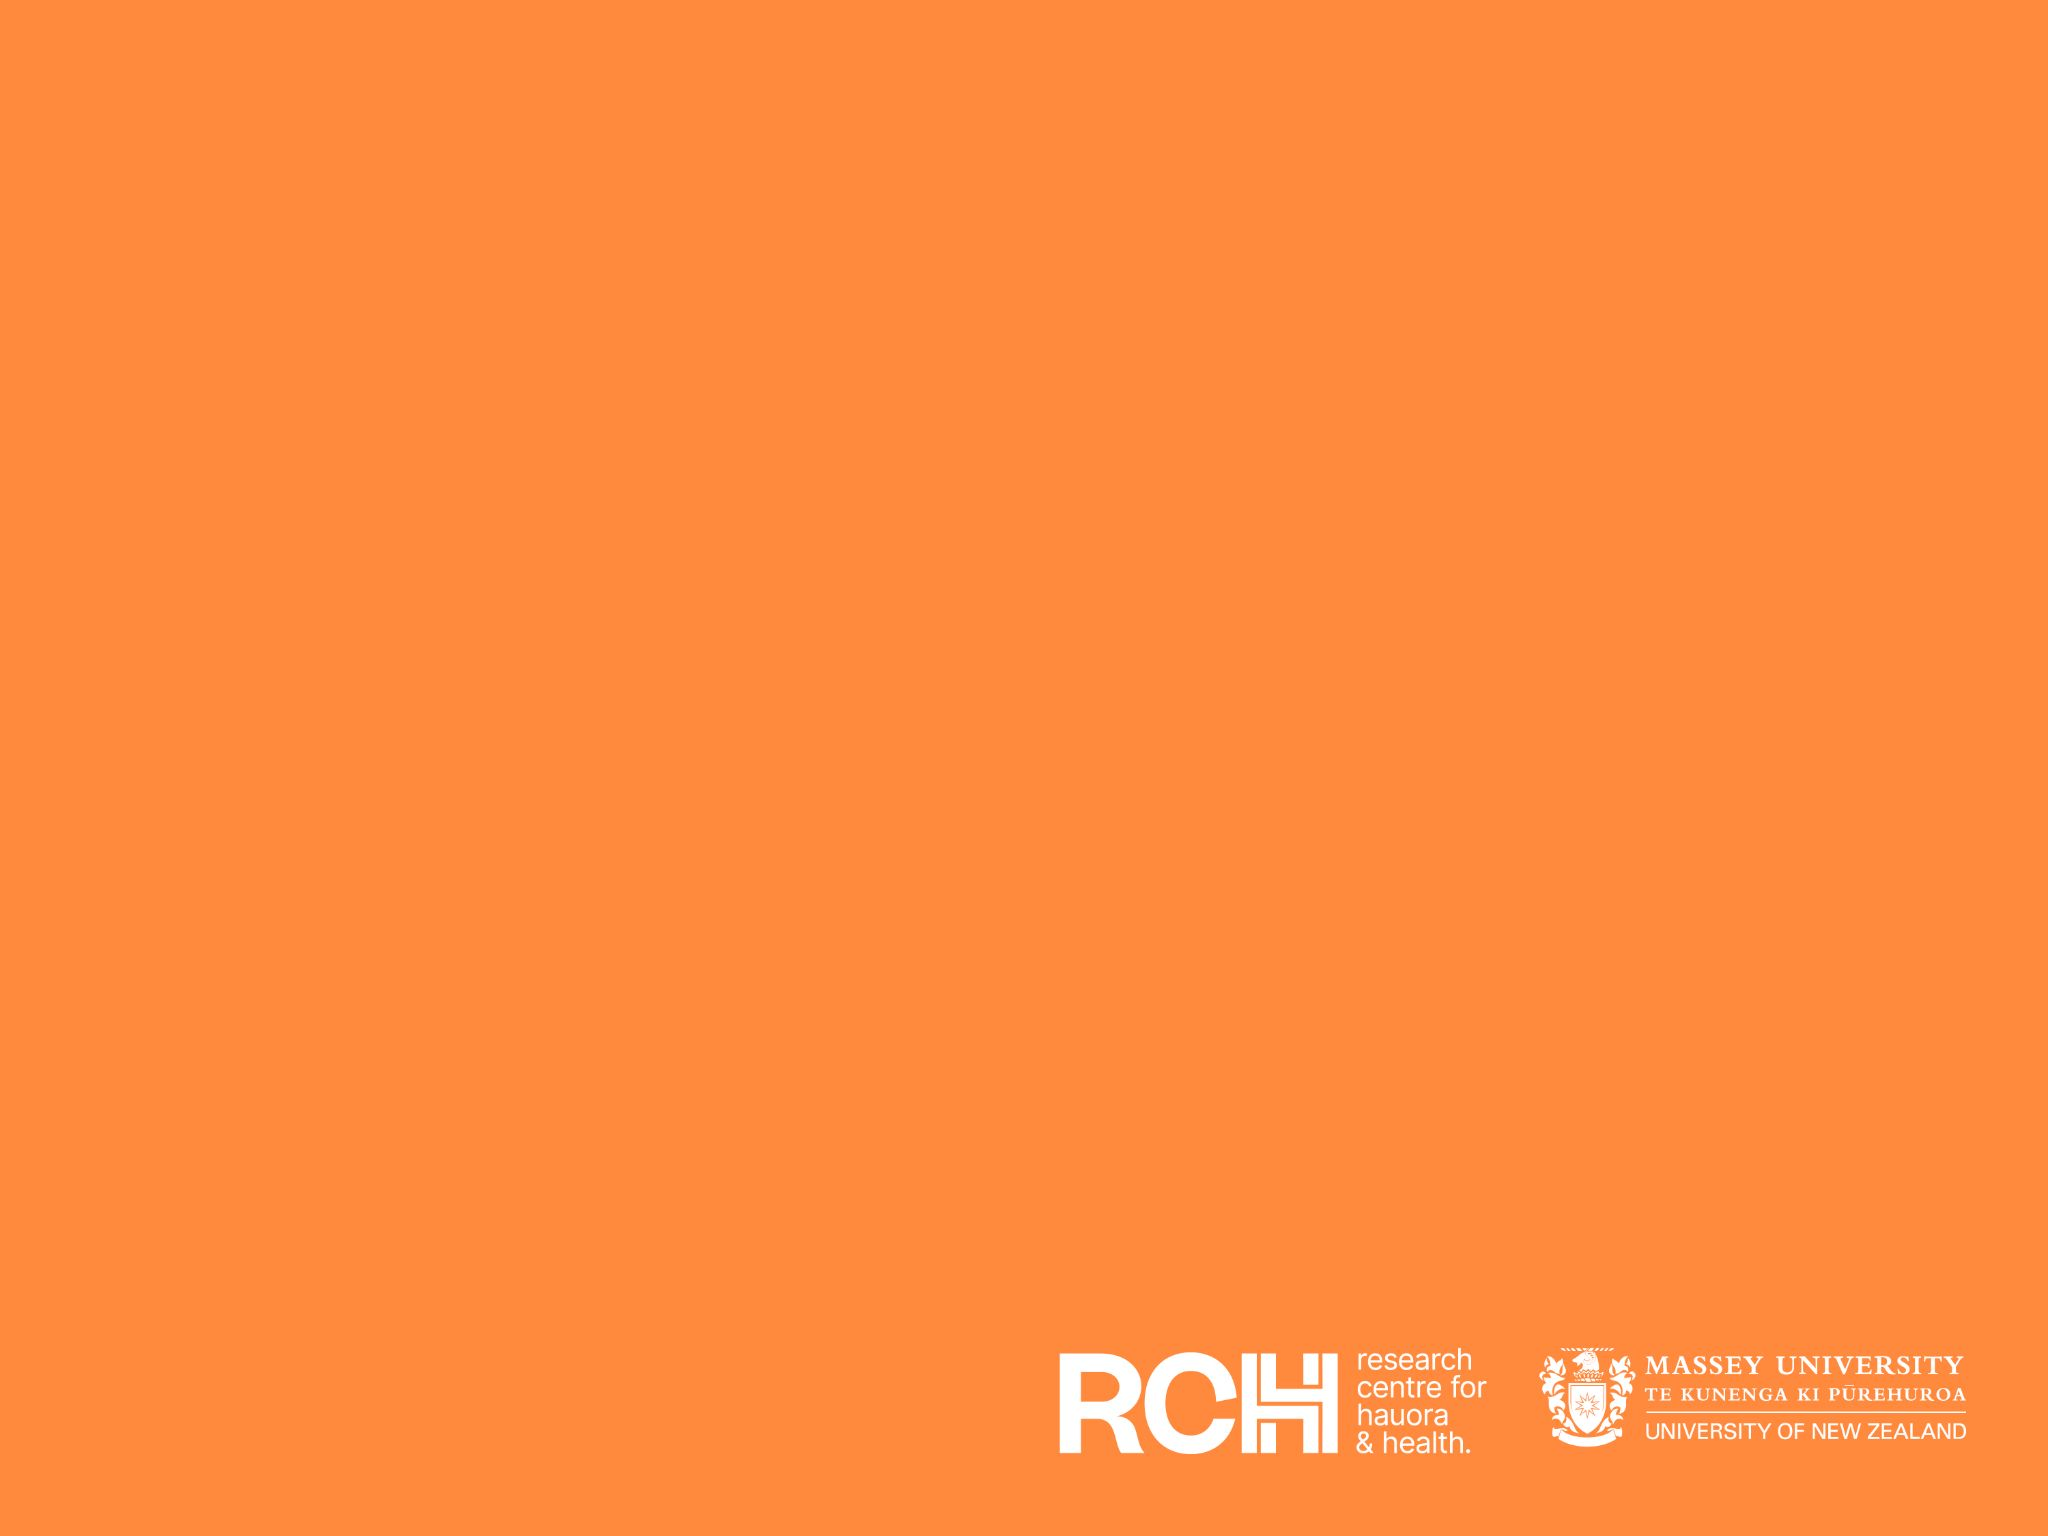 RCH
research
centre for
hauora
& health.
MASSEY UNIVERSITY
TE KUNENGA KI PŪREHUROA
UNIVERSITY OF NEW ZEALAND